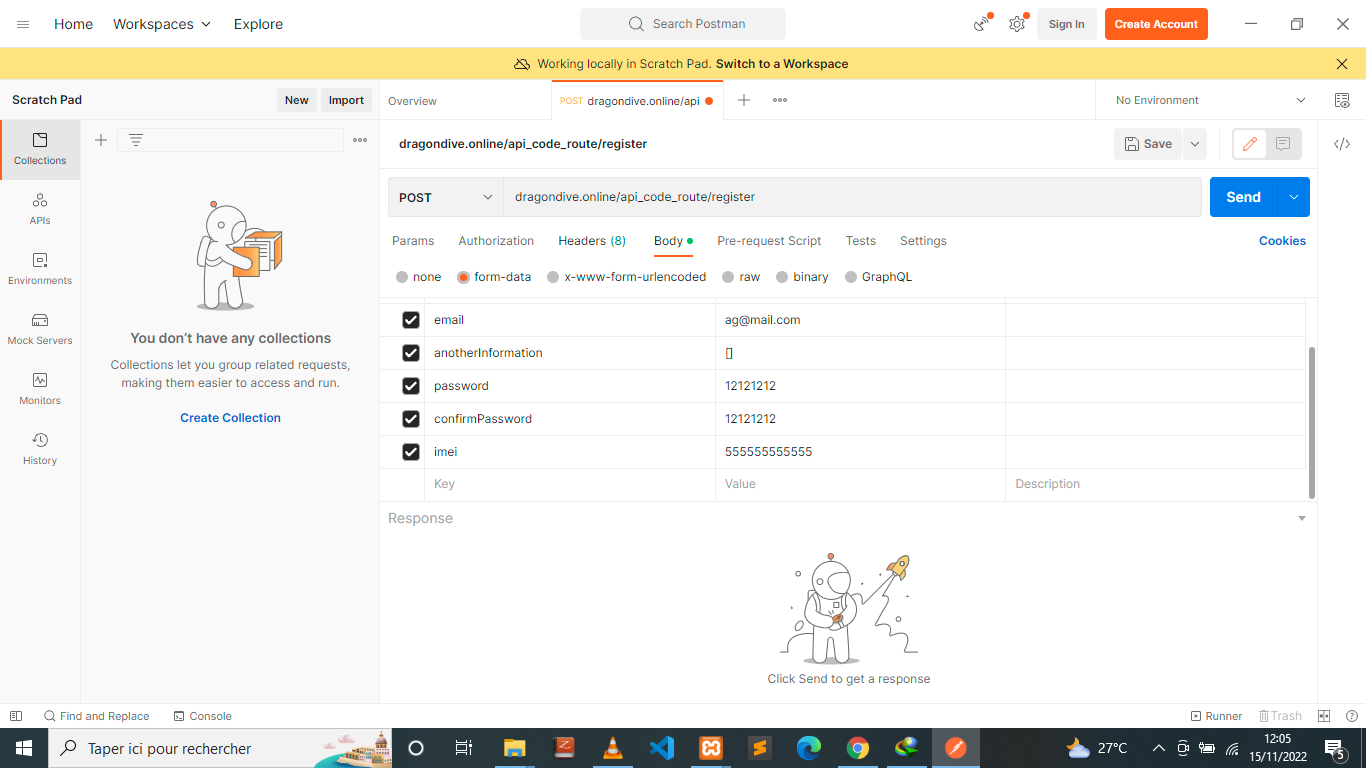 Home Workspaces Explore Search Postman Sign In Create Account
Working locally in Scratch Pad. Switch to a Workspace
Scratch Pad New Import Overview POST dragondive.online/api No Environment
Collections
APIs
Environments
Mock Servers
Monitors
History
You don't have any collections
Collections let you group related requests,
making them easier to access and run.
Create Collection
dragondive.online/api_code_route/register Save
POST dragondive.online/api_code_route/register Send
Params Authorization Headers (8) Body Pre-request Script Tests Settings Cookies
none form-data x-www-form-urlencoded raw binary GraphQL
email ag@mail.com
anotherInformation []
password 12121212
confirmPassword 12121212
imei 555555555555
Key Value Description
Response
Click Send to get a response
Find and Replace Console Runner Trash
Taper ici pour rechercher 27°C 12:05
15/11/2022 5